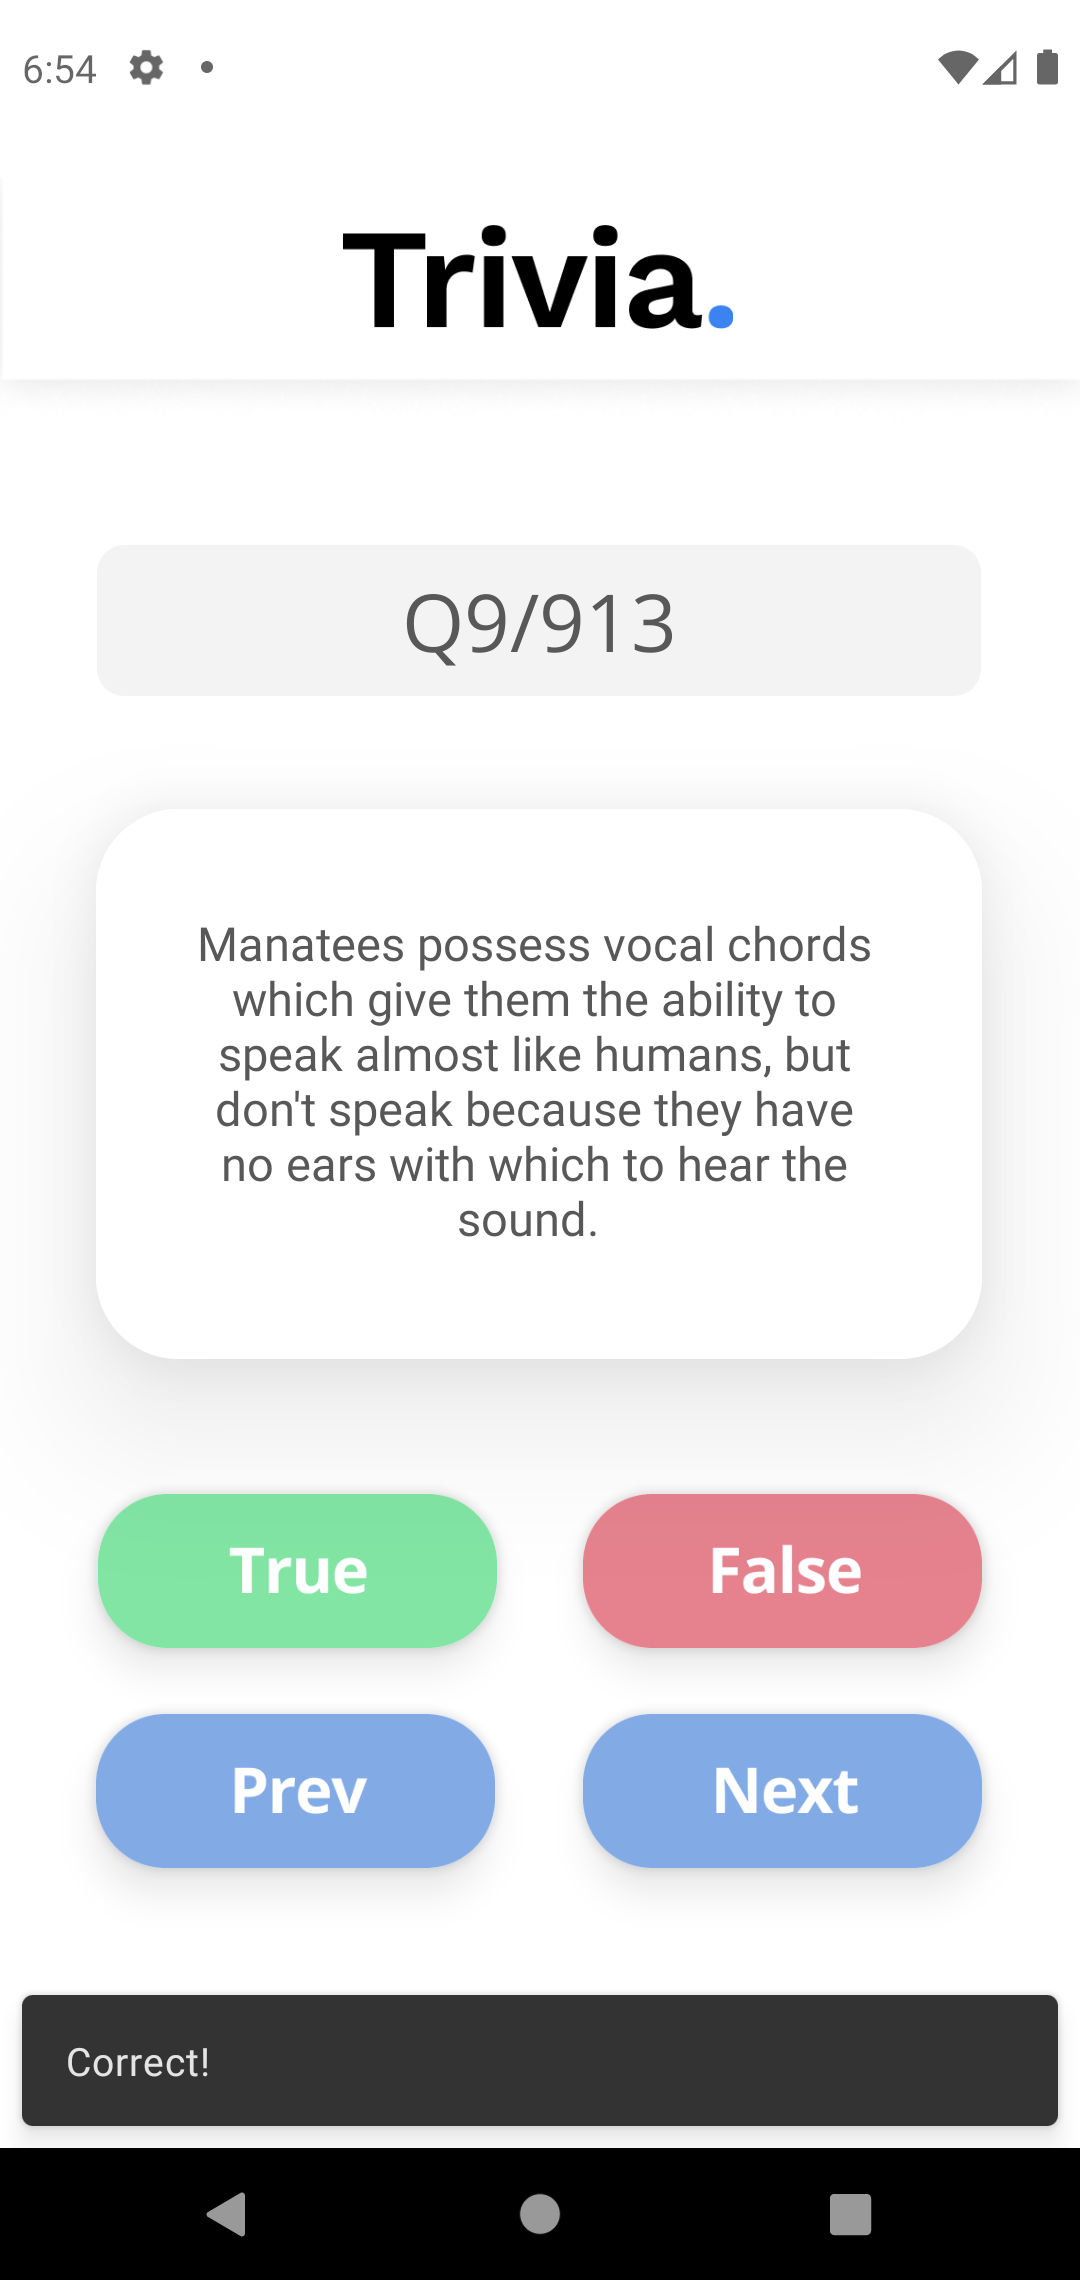 6:54
Trivia.
Q9/913
Manatees possess vocal chords
which give them the ability to
speak almost like humans, but
don't speak because they have
no ears with which to hear the
sound.
True
False
Prev
Next
Correct!